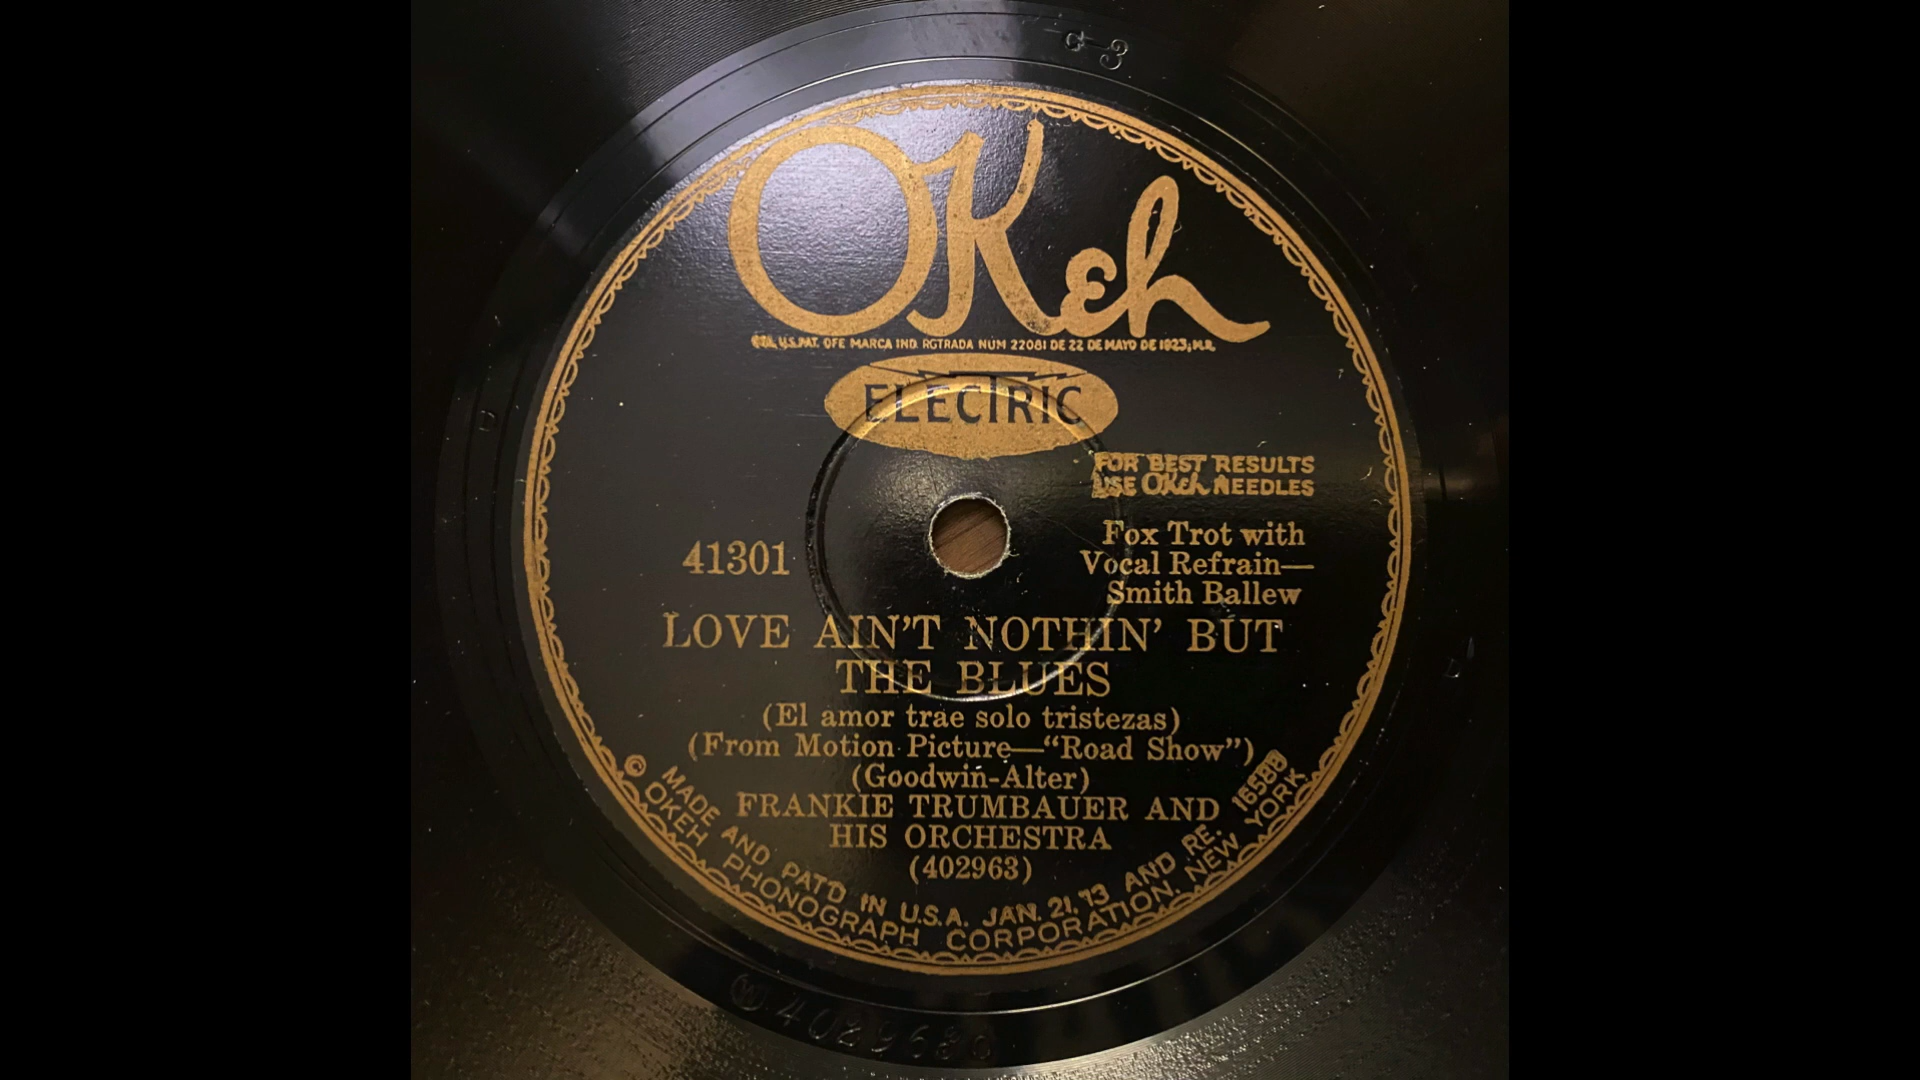 c-3
OKeh
REG. U.S. PAT. OFF. MARCA IND. RGTRADA NUM 22081 DE 22 DE MAYO DE 1923; M.R.
ELECTRIC
FOR BEST RESULTS
USE OKeh NEEDLES
41301
Fox Trot with
Vocal Refrain—
Smith Ballew
LOVE AIN'T NOTHIN' BUT
THE BLUES
(El amor trae solo tristezas)
(From Motion Picture—“Road Show”)
(Goodwin-Alter)
FRANKIE TRUMBAUER AND
HIS ORCHESTRA
(402963)
MADE AND PAT'D IN U.S.A. JAN. 21, '13 AND RE. 16588
© OKEH PHONOGRAPH CORPORATION, NEW YORK